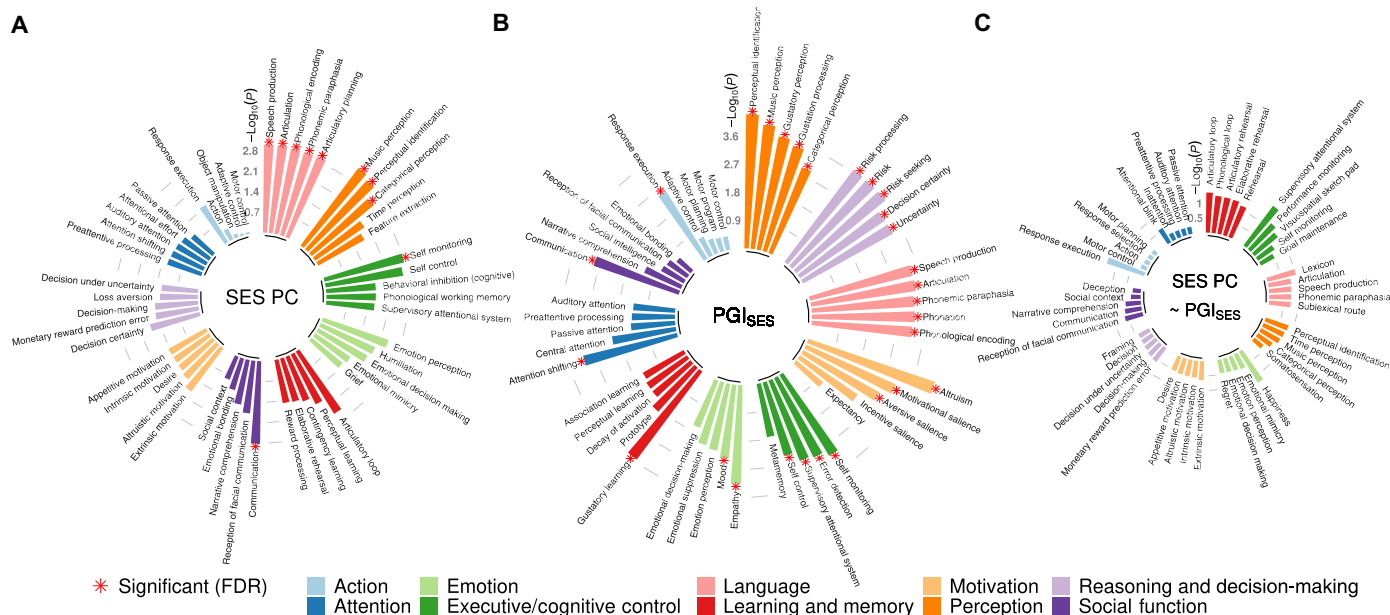 A
−Log₁₀(P)
2.8
2.1
1.4
0.7
Speech production
Articulation
Phonological encoding
Phonemic paraphasia
Articulatory planning
Music perception
Perceptual identification
Categorical perception
Time perception
Feature extraction
Self monitoring
Self control
Behavioral inhibition (cognitive)
Phonological working memory
Supervisory attentional system
Emotion perception
Humiliation
Emotional decision making
Emotional mimicry
Grief
Articulatory loop
Perceptual learning
Contingency learning
Elaborative rehearsal
Reward processing
Communication
Reception of facial communication
Narrative comprehension
Emotional bonding
Social context
Extrinsic motivation
Altruistic motivation
Desire
Intrinsic motivation
Appetitive motivation
Decision certainty
Monetary reward prediction error
Decision-making
Loss aversion
Decision under uncertainty
Preattentive processing
Attention shifting
Auditory attention
Attentional effort
Passive attention
Response execution
Action
Object manipulation
Adaptive control
Motor control
SES PC
B
−Log₁₀(P)
3.6
2.7
1.8
0.9
Perceptual identification
Music perception
Gustatory perception
Gustation processing
Categorical perception
Risk processing
Risk
Risk seeking
Decision certainty
Uncertainty
Speech production
Articulation
Phonemic paraphasia
Phonation
Phonological encoding
Altruism
Motivational salience
Aversive salience
Incentive salience
Expectancy
Self monitoring
Error detection
Supervisory attentional system
Self control
Metamemory
Empathy
Mood
Emotion perception
Emotional suppression
Emotional decision-making
Gustatory learning
Prototype
Decay of activation
Perceptual learning
Association learning
Attention shifting
Central attention
Passive attention
Preattentive processing
Auditory attention
Communication
Narrative comprehension
Social intelligence
Reception of facial communication
Emotional bonding
Response execution
Adaptive control
Motor planning
Motor program
Motor control
PGI SES
C
−Log₁₀(P)
1
0.5
Articulatory loop
Phonological loop
Articulatory rehearsal
Elaborative rehearsal
Rehearsal
Supervisory attentional system
Performance monitoring
Visuospatial sketch pad
Self monitoring
Goal maintenance
Lexicon
Articulation
Speech production
Phonemic paraphasia
Sublexical route
Perceptual identification
Time perception
Music perception
Categorical perception
Somatosensation
Happiness
Emotional mimicry
Emotion perception
Emotional decision making
Regret
Extrinsic motivation
Intrinsic motivation
Altruistic motivation
Appetitive motivation
Desire
Monetary reward prediction error
Decision-making
Decision under uncertainty
Decision
Framing
Reception of facial communication
Communication
Narrative comprehension
Social context
Deception
Response execution
Motor control
Action
Response selection
Motor planning
Attentional blink
Inattention
Preattentive processing
Auditory attention
Passive attention
SES PC
~ PGI SES
Significant (FDR)
Action
Emotion
Language
Motivation
Reasoning and decision-making
Attention
Executive/cognitive control
Learning and memory
Perception
Social function